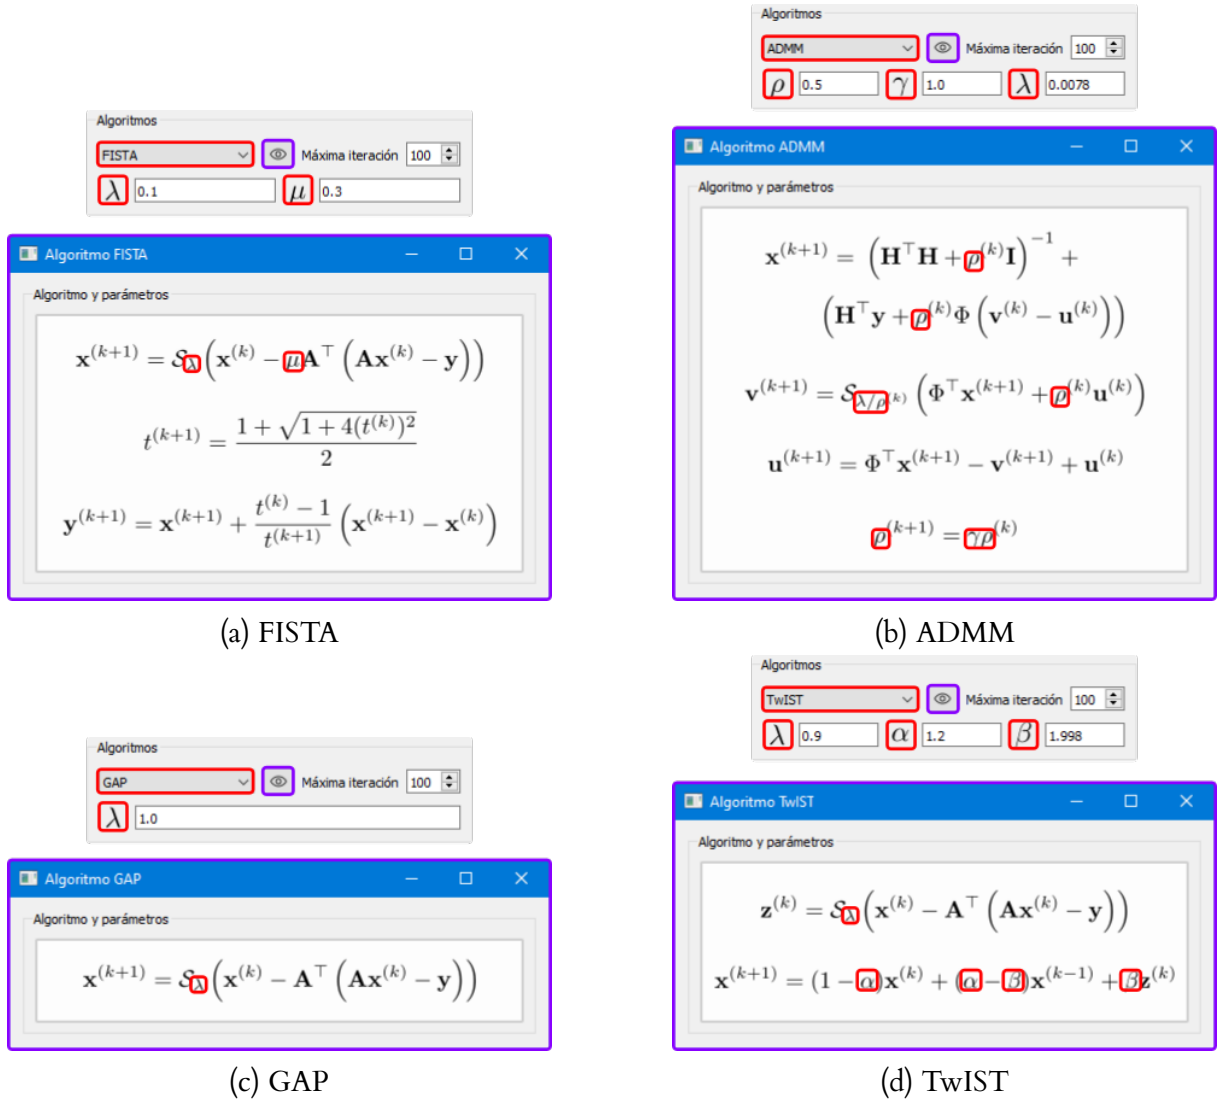 Algoritmos
FISTA Máxima iteración 100
λ 0.1 μ 0.3
Algoritmo FISTA
Algoritmo y parámetros
x^(k+1) = S_λ (x^(k) − μA^⊤ (Ax^(k) − y))
t^(k+1) = (1 + √(1 + 4(t^(k))^2)) / 2
y^(k+1) = x^(k+1) + (t^(k) − 1) / t^(k+1) (x^(k+1) − x^(k))
(a) FISTA
Algoritmos
ADMM Máxima iteración 100
ρ 0.5 γ 1.0 λ 0.0078
Algoritmo ADMM
Algoritmo y parámetros
x^(k+1) = (H^⊤H + ρ^(k)I)^−1 +
(H^⊤y + ρ^(k)Φ (v^(k) − u^(k)))
v^(k+1) = S_λ/ρ^(k) (Φ^⊤x^(k+1) + ρ^(k)u^(k))
u^(k+1) = Φ^⊤x^(k+1) − v^(k+1) + u^(k)
ρ^(k+1) = γρ^(k)
(b) ADMM
Algoritmos
GAP Máxima iteración 100
λ 1.0
Algoritmo GAP
Algoritmo y parámetros
x^(k+1) = S_λ (x^(k) − A^⊤ (Ax^(k) − y))
(c) GAP
Algoritmos
TwIST Máxima iteración 100
λ 0.9 α 1.2 β 1.998
Algoritmo TwIST
Algoritmo y parámetros
z^(k) = S_λ (x^(k) − A^⊤ (Ax^(k) − y))
x^(k+1) = (1 − α)x^(k) + (α − β)x^(k−1) + βz^(k)
(d) TwIST